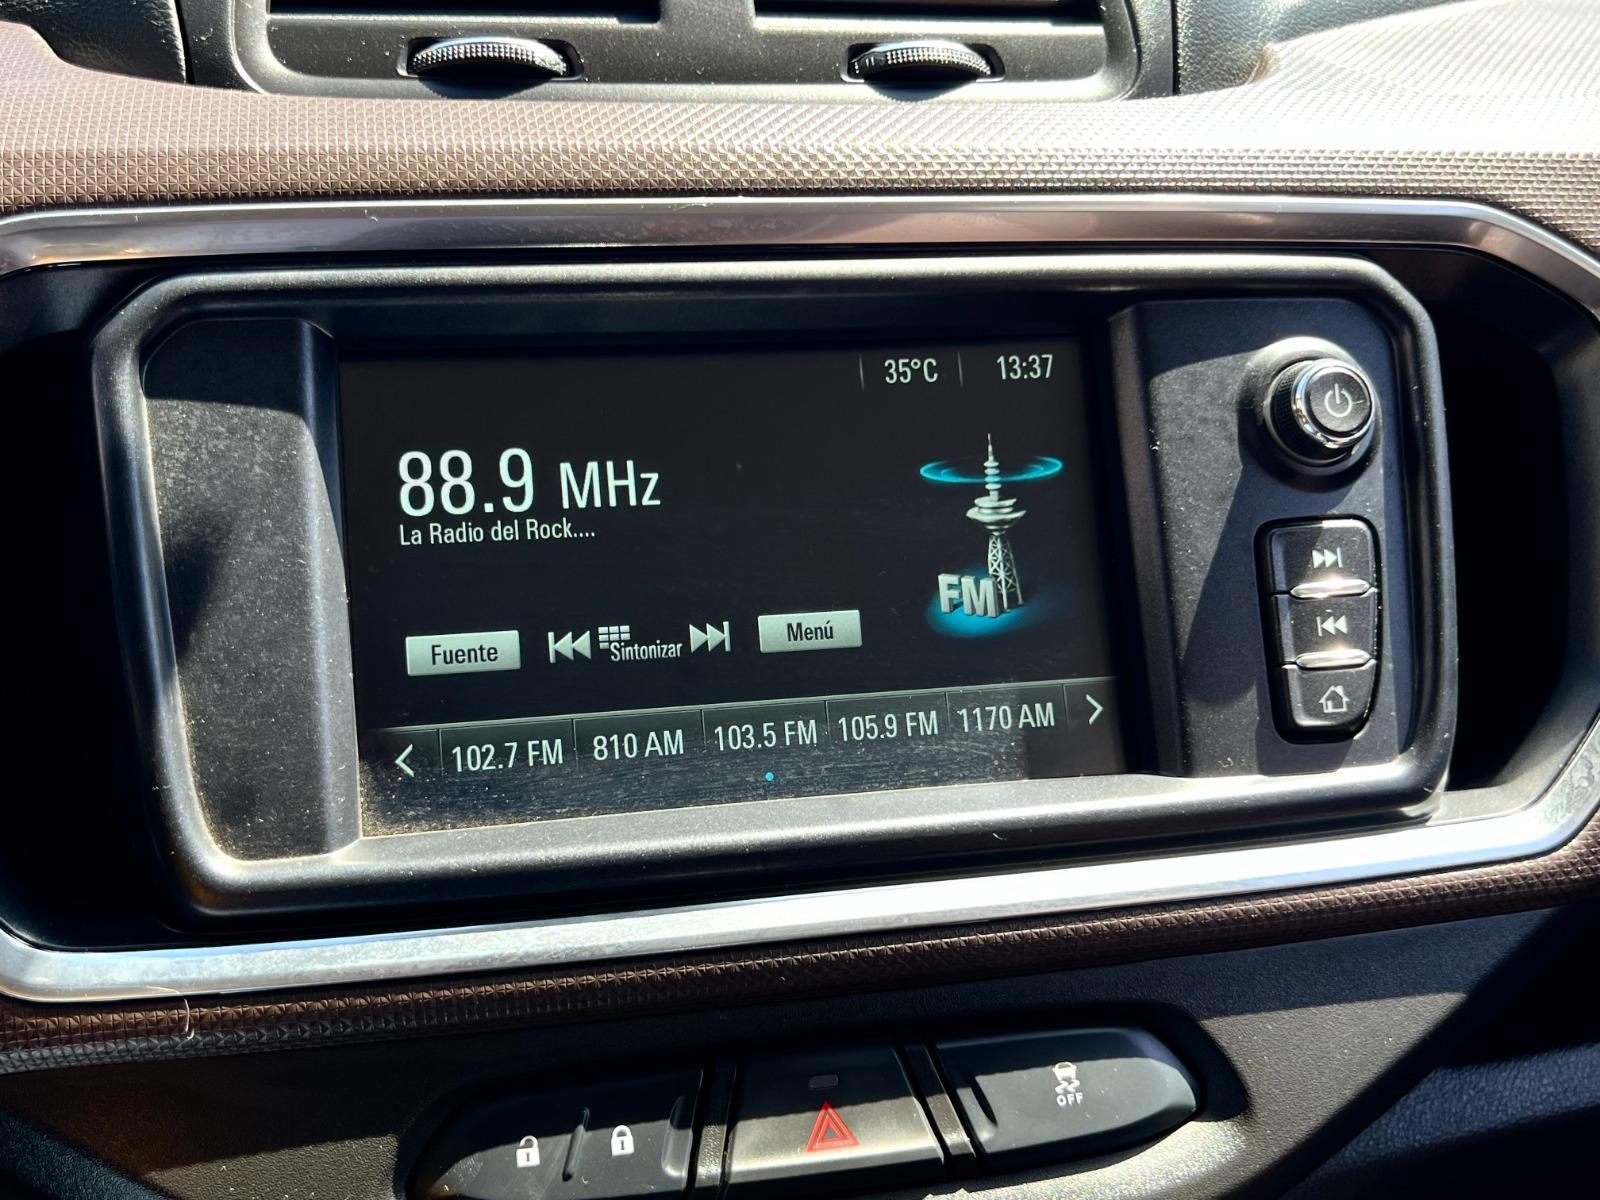 35°C 13:37
88.9 MHz
La Radio del Rock....
FM
Fuente Sintonizar Menú
102.7 FM 810 AM 103.5 FM 105.9 FM 1170 AM
OFF